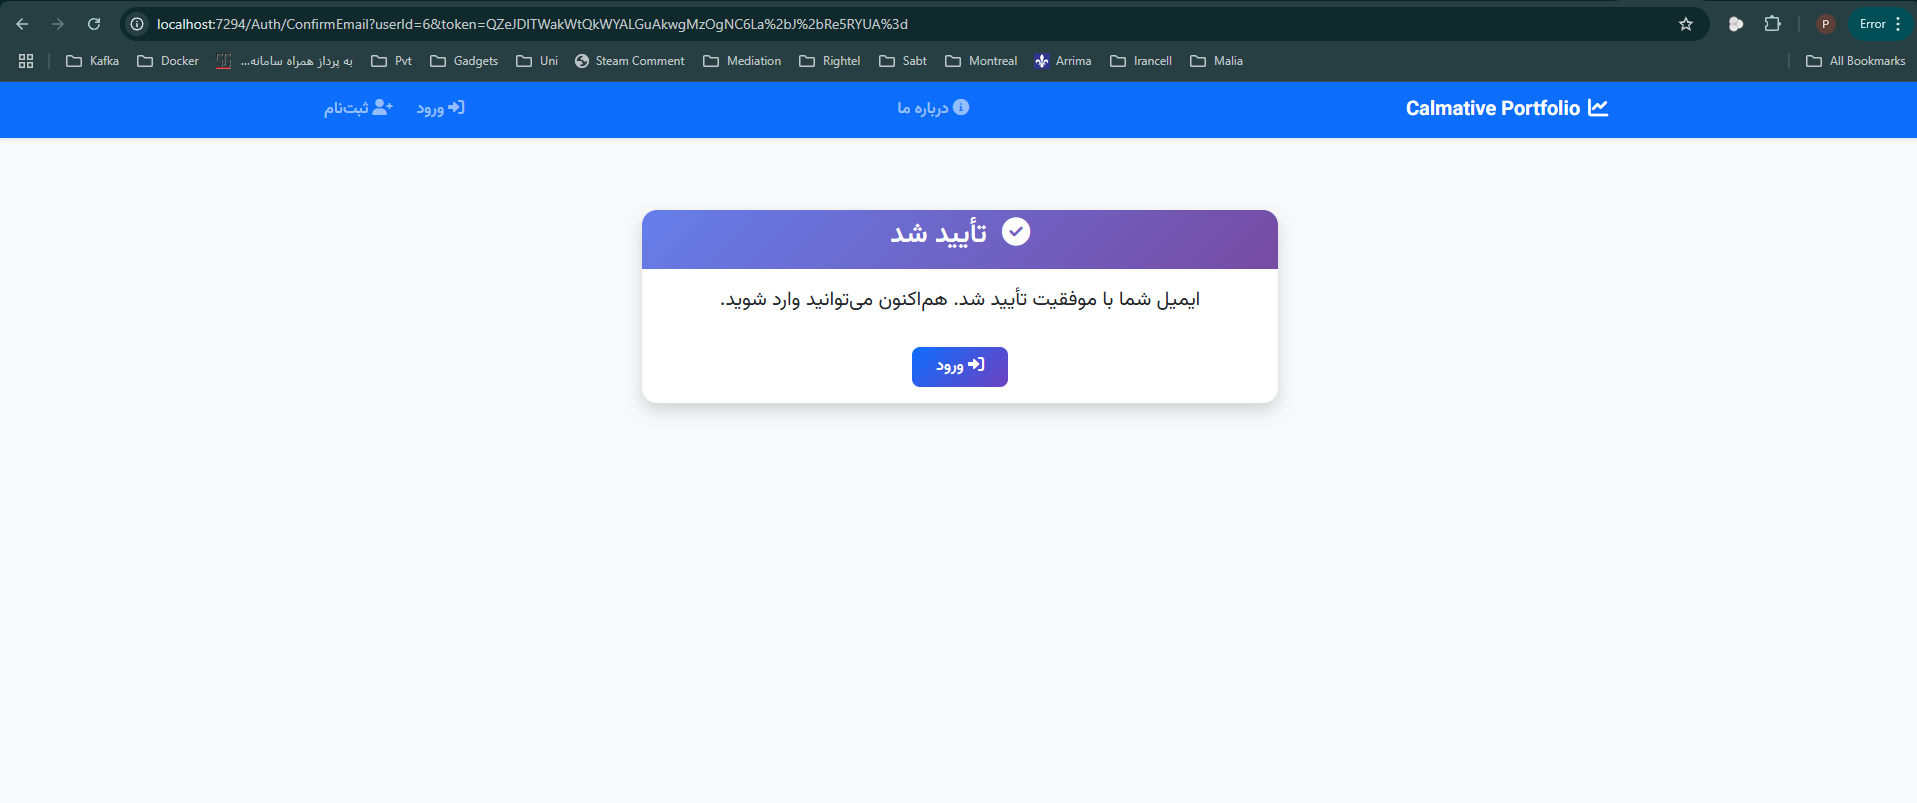 localhost:7294/Auth/ConfirmEmail?userId=6&token=QZeJDITWakWtQkWYALGuAkwgMzOgNC6La%2bJ%2bRe5RYUA%3d
P
Error
Kafka
Docker
به پرداز همراه سامانه...
Pvt
Gadgets
Uni
Steam Comment
Mediation
Rightel
Sabt
Montreal
Arrima
Irancell
Malia
All Bookmarks
Calmative Portfolio
درباره ما
ورود
ثبت‌نام
تأیید شد
ایمیل شما با موفقیت تأیید شد. هم‌اکنون می‌توانید وارد شوید.
ورود